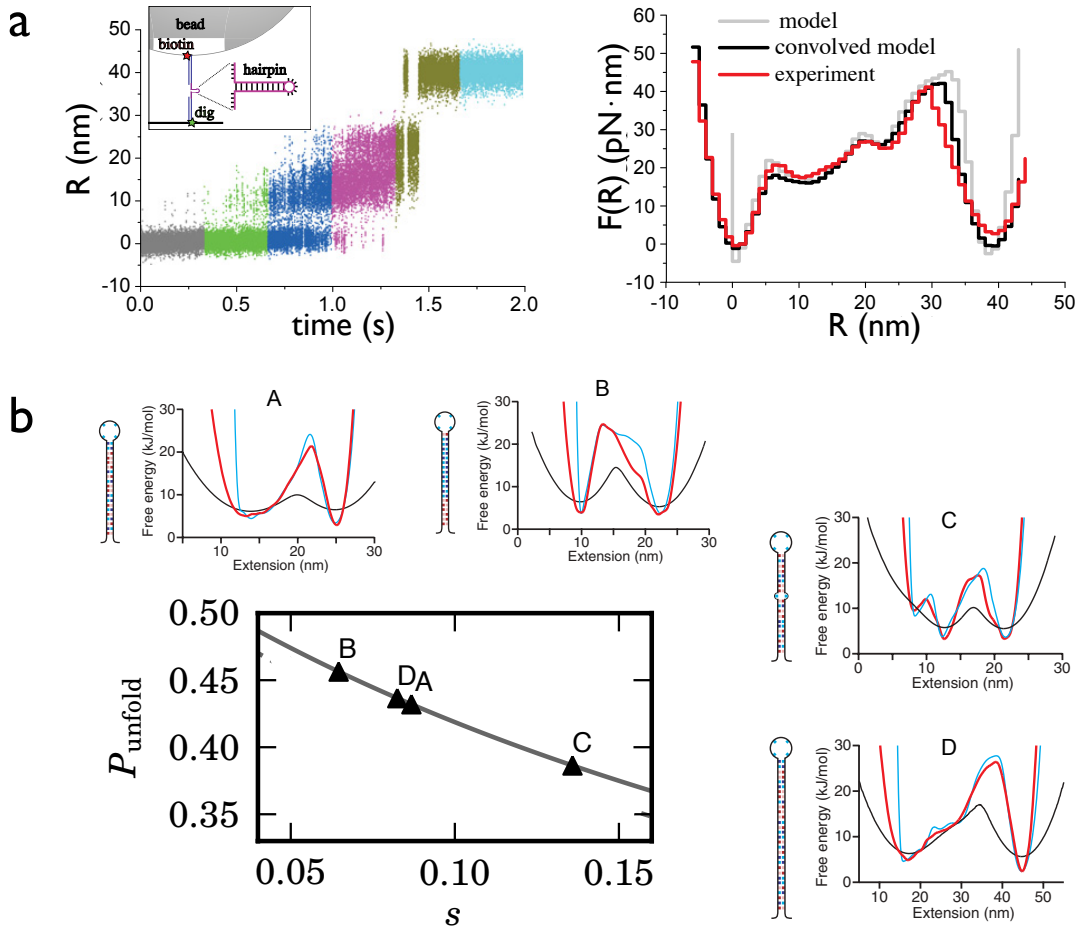 a
bead
biotin
hairpin
dig
R (nm)
50
40
30
20
10
0
-10
0.0 0.5 1.0 1.5 2.0
time (s)
model
convolved model
experiment
F(R) (pN·nm)
60
50
40
30
20
10
0
-10
-10 0 10 20 30 40 50
R (nm)
b
A
Free energy (kJ/mol)
30
20
10
0
10 20 30
Extension (nm)
B
Free energy (kJ/mol)
30
20
10
0
0 10 20 30
Extension (nm)
C
Free energy (kJ/mol)
30
20
10
0
0 10 20 30
Extension (nm)
P unfold
0.50
0.45
0.40
0.35
B
D A
C
0.05 0.10 0.15
s
D
Free energy (kJ/mol)
30
20
10
0
10 20 30 40 50
Extension (nm)